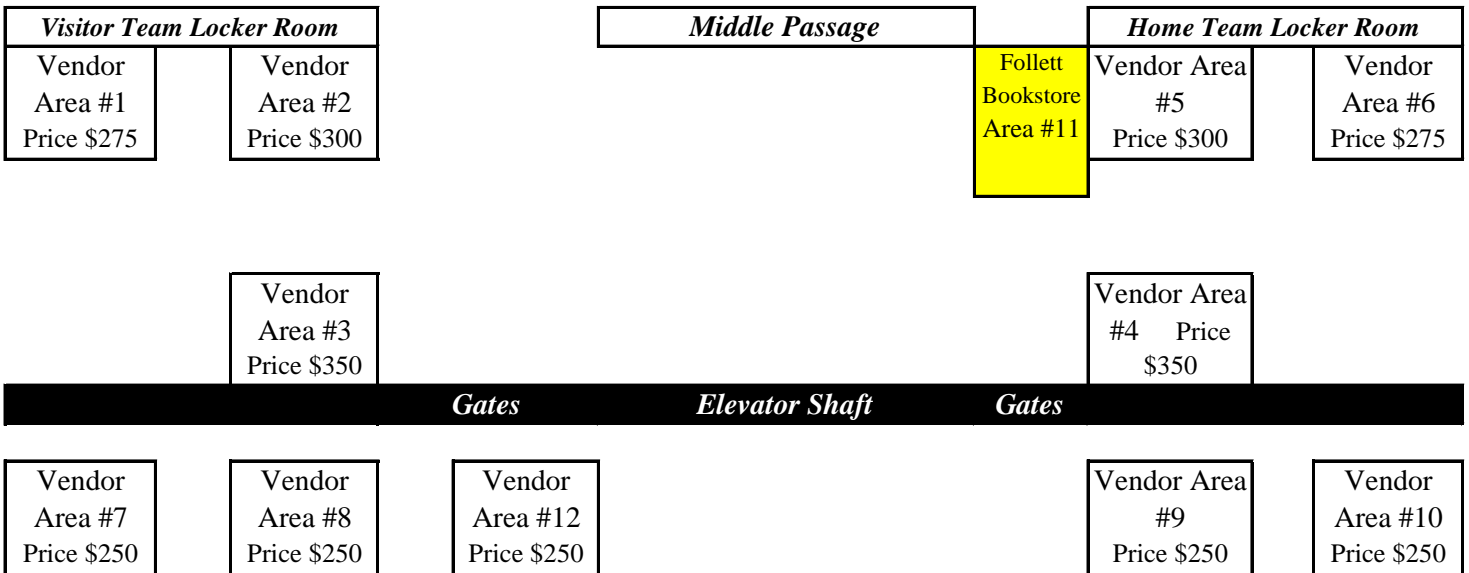 Visitor Team Locker Room
Middle Passage
Home Team Locker Room
Vendor
Area #1
Price $275
Vendor
Area #2
Price $300
Follett
Bookstore
Area #11
Vendor Area
#5
Price $300
Vendor
Area #6
Price $275
Vendor
Area #3
Price $350
Vendor Area
#4 Price
$350
Gates
Elevator Shaft
Gates
Vendor
Area #7
Price $250
Vendor
Area #8
Price $250
Vendor
Area #12
Price $250
Vendor Area
#9
Price $250
Vendor
Area #10
Price $250